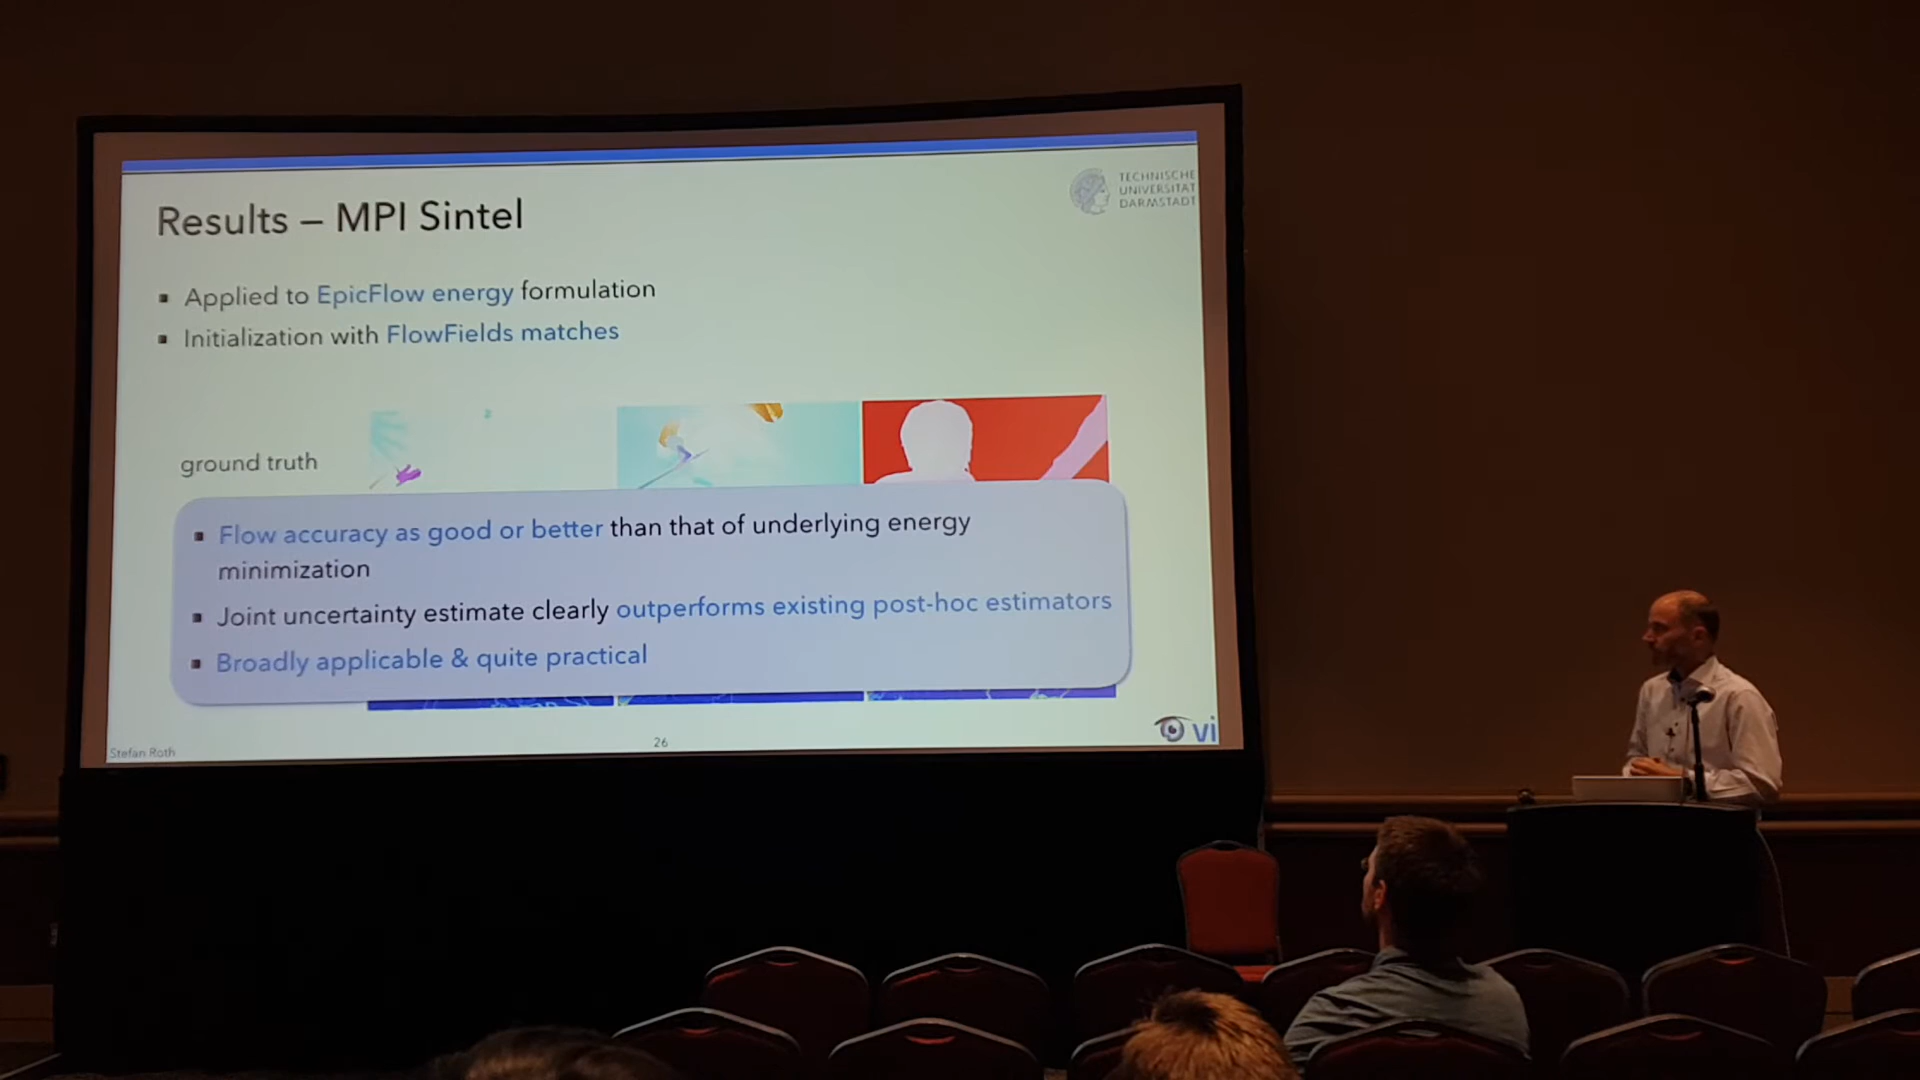 TECHNISCHE
UNIVERSITÄT
DARMSTADT
Results – MPI Sintel
▪ Applied to EpicFlow energy formulation
▪ Initialization with FlowFields matches
ground truth
▪ Flow accuracy as good or better than that of underlying energy
minimization
▪ Joint uncertainty estimate clearly outperforms existing post-hoc estimators
▪ Broadly applicable & quite practical
Stefan Roth
26
vi